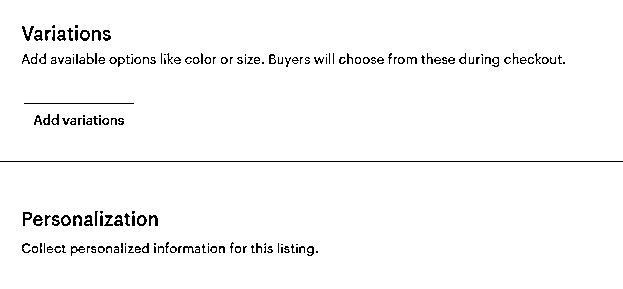 Variations
Add available options like color or size. Buyers will choose from these during checkout.
Add variations
Personalization
Collect personalized information for this listing.